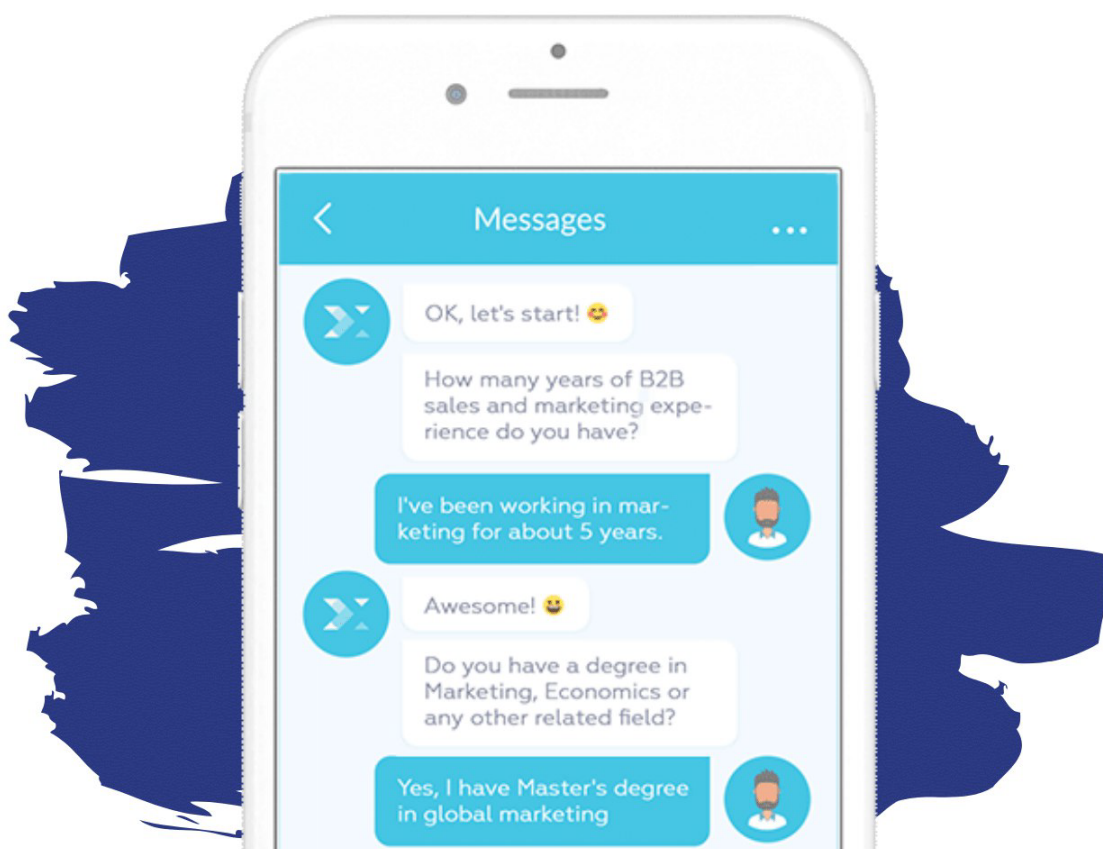 Messages
OK, let's start! 😊
How many years of B2B
sales and marketing expe-
rience do you have?
I've been working in mar-
keting for about 5 years.
Awesome! 😀
Do you have a degree in
Marketing, Economics or
any other related field?
Yes, I have Master's degree
in global marketing